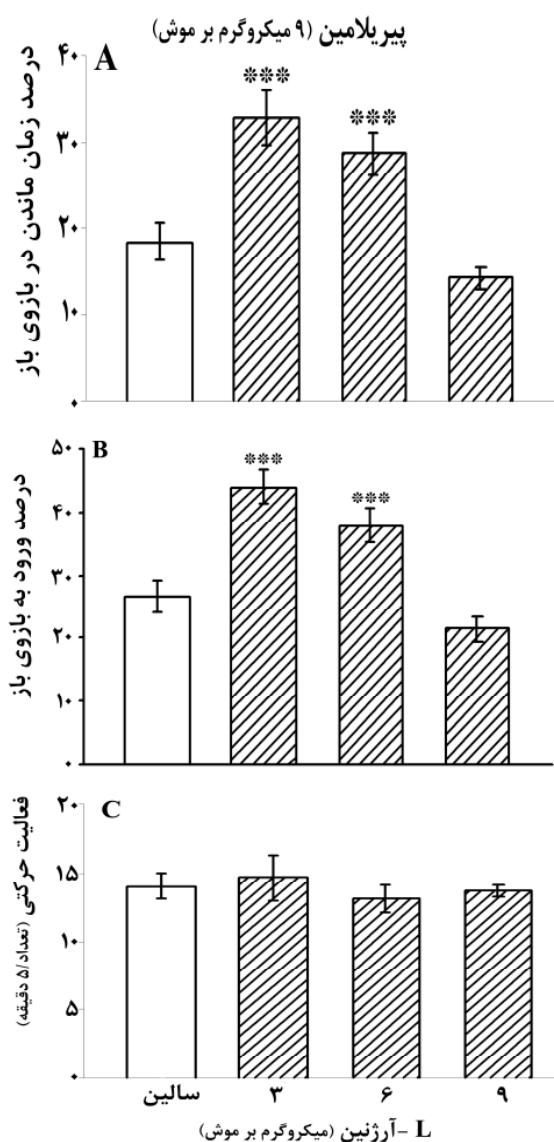 پیریلامین (۹ میکروگرم بر موش)
A
درصد زمان ماندن در بازوی باز
۴۰
۳۰
۲۰
۱۰
۰
***
***
B
درصد ورود به بازوی باز
۵۰
۴۰
۳۰
۲۰
۱۰
۰
***
***
C
فعالیت حرکتی (تعداد/۵ دقیقه)
۲۰
۱۵
۱۰
۵
۰
سالین ۳ ۶ ۹
L -آرژنین (میکروگرم بر موش)